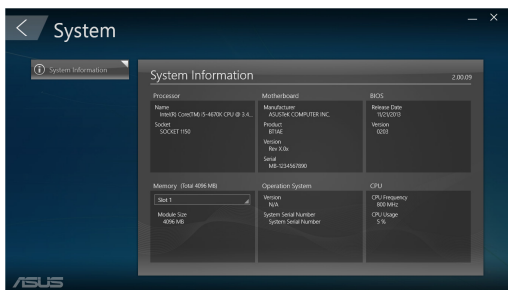 System
System Information
System Information
2.00.09
Processor
Name
Intel(R) Core(TM) i5-4670K CPU @ 3.4...
Socket
SOCKET 1150
Motherboard
Manufacturer
ASUSTeK COMPUTER INC.
Product
BT1AE
Version
Rev X.0x
Serial
MB-1234567890
BIOS
Release Date
11/21/2013
Version
0203
Memory (Total 4096 MB)
Slot 1
Module Size
4096 MB
Operation System
Version
N/A
System Serial Number
System Serial Number
CPU
CPU Frequency
800 MHz
CPU Usage
5 %
ASUS